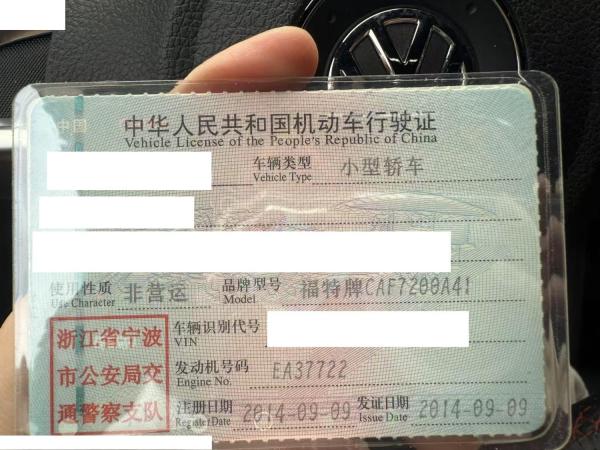 中国
中华人民共和国机动车行驶证
Vehicle License of the People's Republic of China
车辆类型 小型轿车
Vehicle Type
使用性质 非营运 品牌型号 福特牌CAF7200A41
Use Character Model
浙江省宁波
市公安局交
通警察支队
车辆识别代号
VIN
发动机号码 EA37722
Engine No.
注册日期 2014-09-09 发证日期 2014-09-09
Register Date Issue Date